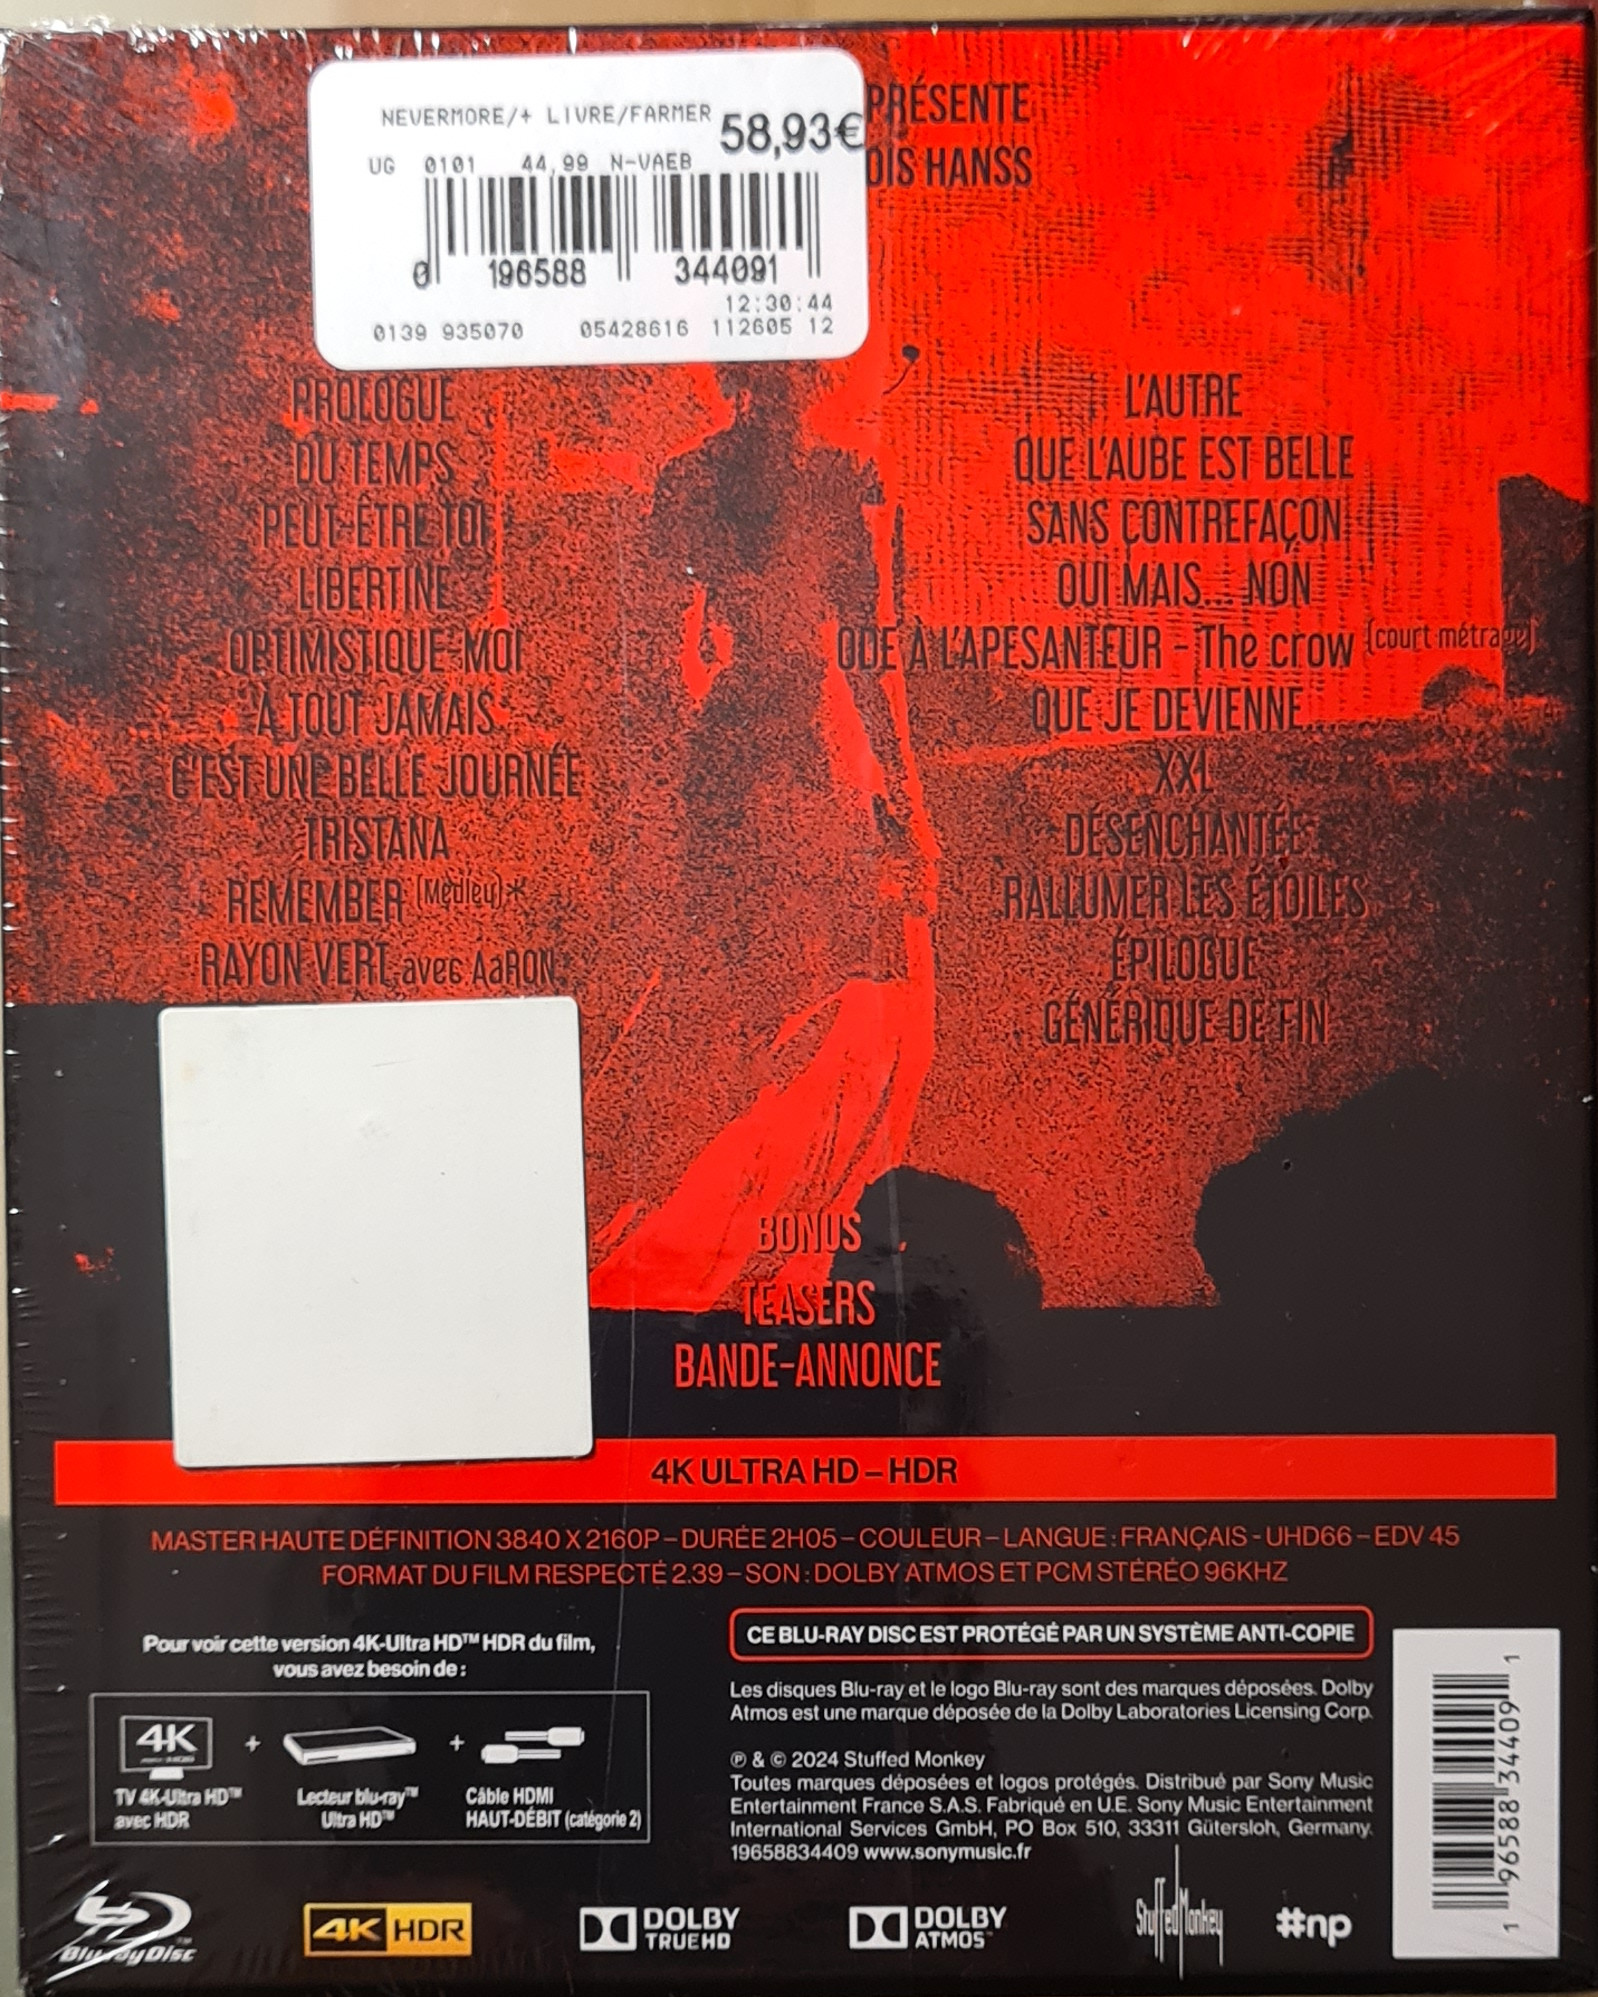 NEVERMORE/+ LIVRE/FARMER 58,93€
UG 0101 44,99 N-VAEB
0 196588 344091
12:30:44
0139 935070 05428616 112605 12
PRÉSENTE
OIS HANSS
PROLOGUE
DU TEMPS
PEUT-ÊTRE TOI
LIBERTINE
OPTIMISTIQUE-MOI
À TOUT JAMAIS
C'EST UNE BELLE JOURNÉE
TRISTANA
REMEMBER (Medley)*
RAYON VERT avec AaRON
L'AUTRE
QUE L'AUBE EST BELLE
SANS CONTREFAÇON
OUI MAIS... NON
ODE À L'APESANTEUR - The crow (court métrage)
QUE JE DEVIENNE...
XXL
DÉSENCHANTÉE
RALLUMER LES ÉTOILES
ÉPILOGUE
GÉNÉRIQUE DE FIN
BONUS
TEASERS
BANDE-ANNONCE
4K ULTRA HD – HDR
MASTER HAUTE DÉFINITION 3840 X 2160P – DURÉE 2H05 – COULEUR – LANGUE : FRANÇAIS - UHD66 – EDV 45
FORMAT DU FILM RESPECTÉ 2.39 – SON : DOLBY ATMOS ET PCM STÉRÉO 96KHZ
Pour voir cette version 4K-Ultra HD™ HDR du film,
vous avez besoin de :
4K
+
+
TV 4K-Ultra HD™
avec HDR
Lecteur blu-ray™
Ultra HD™
Câble HDMI
HAUT-DÉBIT (catégorie 2)
CE BLU-RAY DISC EST PROTÉGÉ PAR UN SYSTÈME ANTI-COPIE
Les disques Blu-ray et le logo Blu-ray sont des marques déposées. Dolby
Atmos est une marque déposée de la Dolby Laboratories Licensing Corp.
℗ & © 2024 Stuffed Monkey
Toutes marques déposées et logos protégés. Distribué par Sony Music
Entertainment France S.A.S. Fabriqué en U.E. Sony Music Entertainment
International Services GmbH, PO Box 510, 33311 Gütersloh, Germany.
19658834409 www.sonymusic.fr
1 96588 34409 1
Blu-ray Disc
4K HDR
DOLBY
TRUEHD
DOLBY
ATMOS
Stuffed Monkey
#np